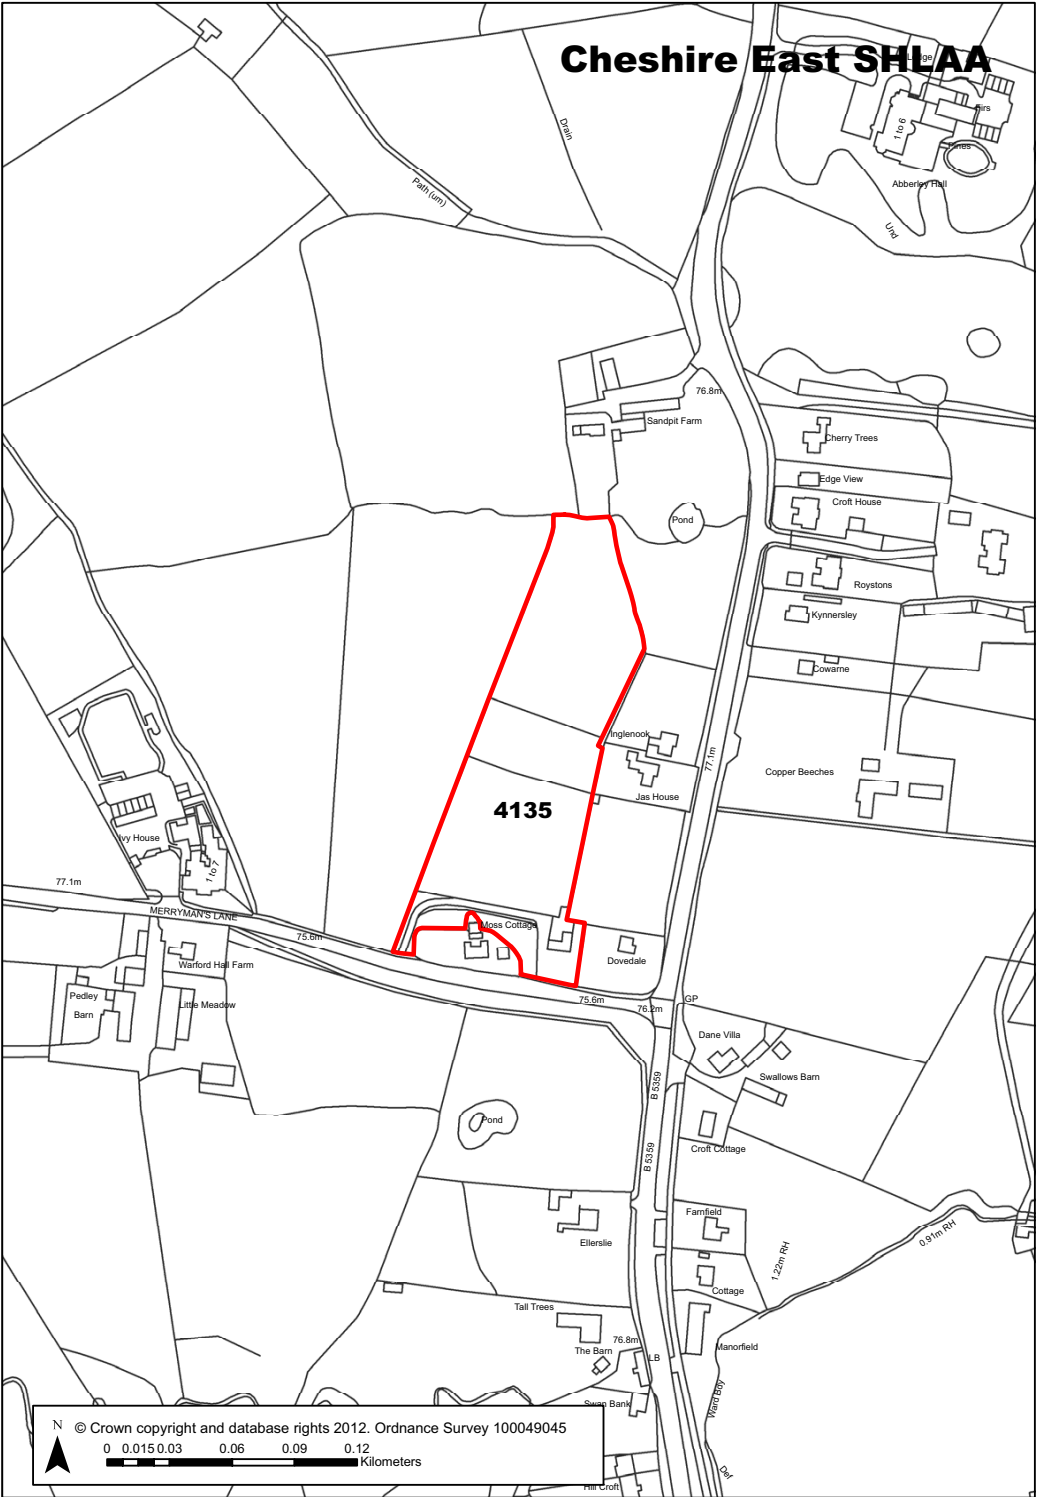 Cheshire East SHLAA
Lodge
Firs
1 to 6
Pines
Abberley Hall
Und
Drain
Path (um)
76.8m
Sandpit Farm
Cherry Trees
Edge View
Croft House
Pond
Roystons
Kynnersley
Cowarne
Inglenook
77.1m
Copper Beeches
Jas House
4135
Ivy House
1 to 7
77.1m
MERRYMAN'S LANE
75.6m
Moss Cottage
Dovedale
Warford Hall Farm
Pedley
Barn
Little Meadow
75.6m
76.2m
GP
Dane Villa
Swallows Barn
B 5359
Pond
Croft Cottage
B 5359
Farnfield
Ellerslie
0.91m RH
1.22m RH
Cottage
Tall Trees
76.8m
The Barn
LB
Manorfield
Swan Bank
Ward Bdy
Def
Hill Croft
N
© Crown copyright and database rights 2012. Ordnance Survey 100049045
0 0.015 0.03 0.06 0.09 0.12
Kilometers